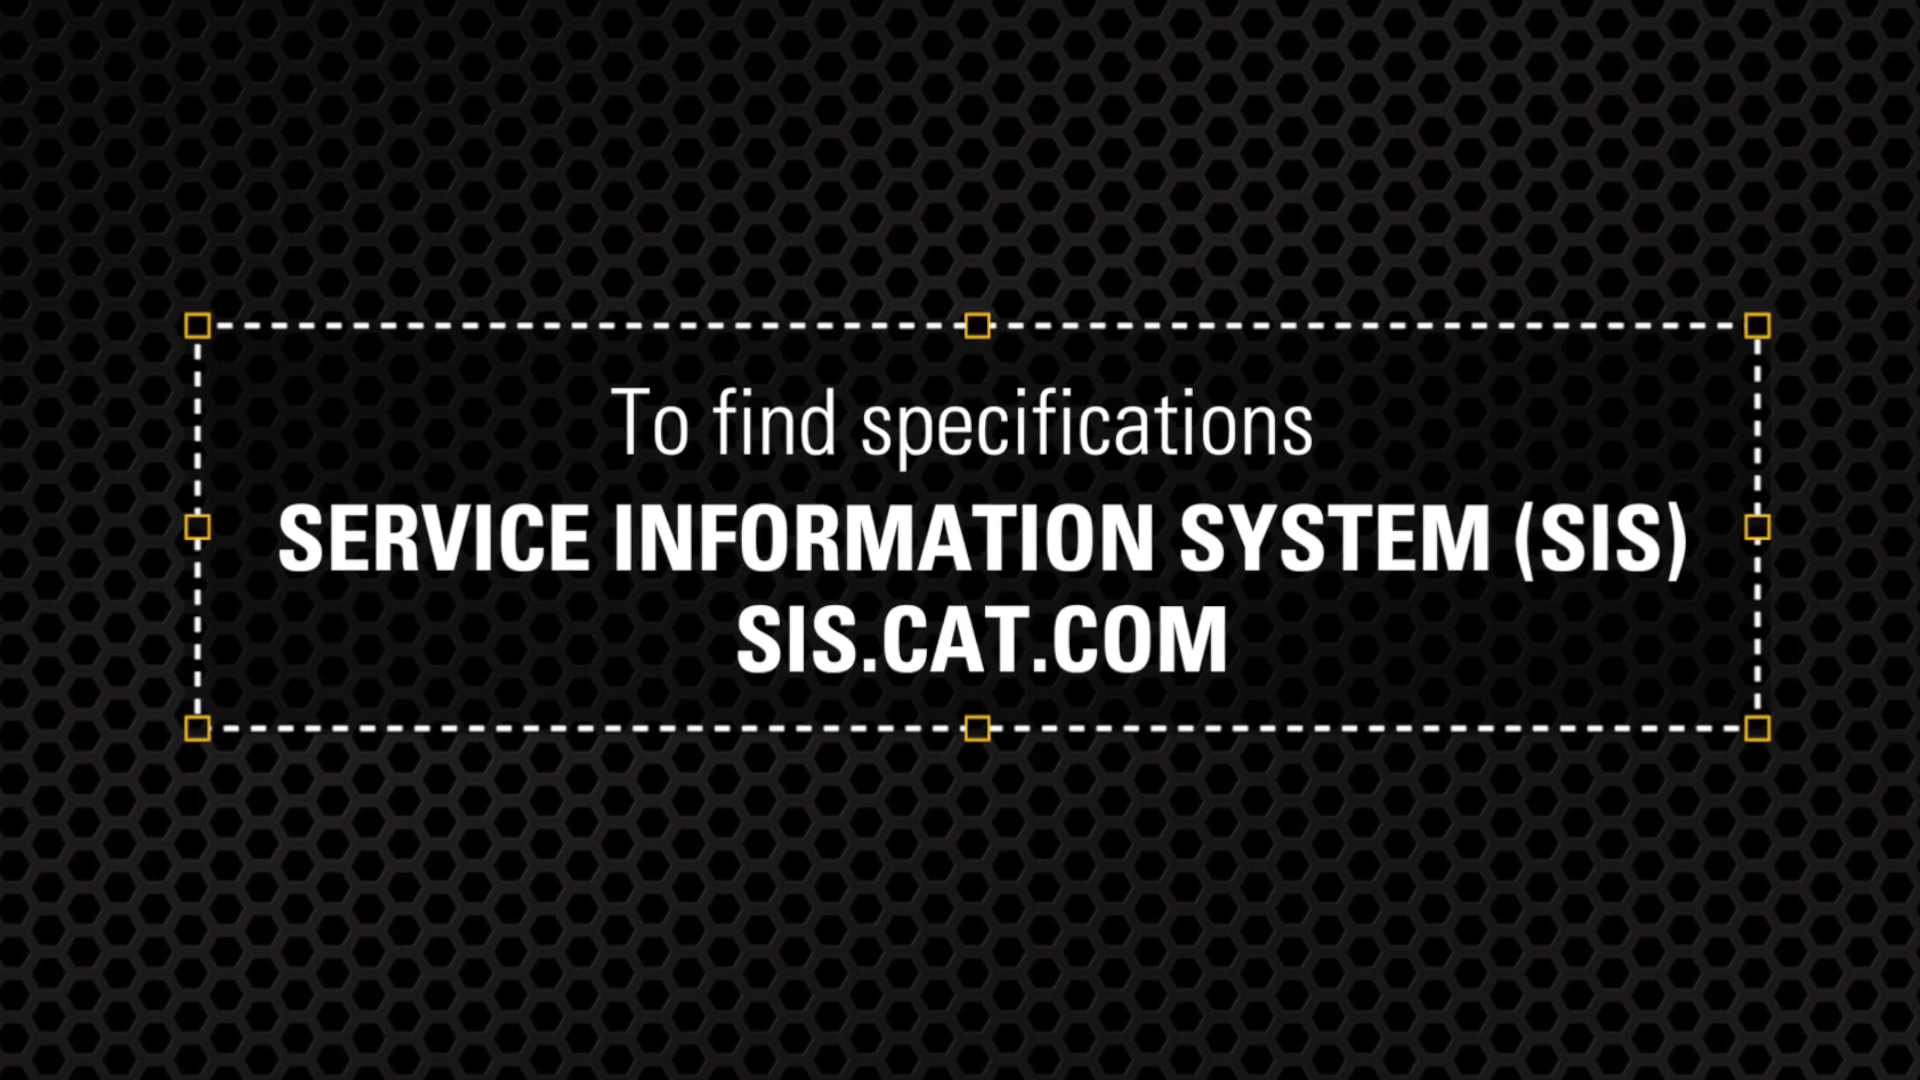 To find specifications
SERVICE INFORMATION SYSTEM (SIS)
SIS.CAT.COM